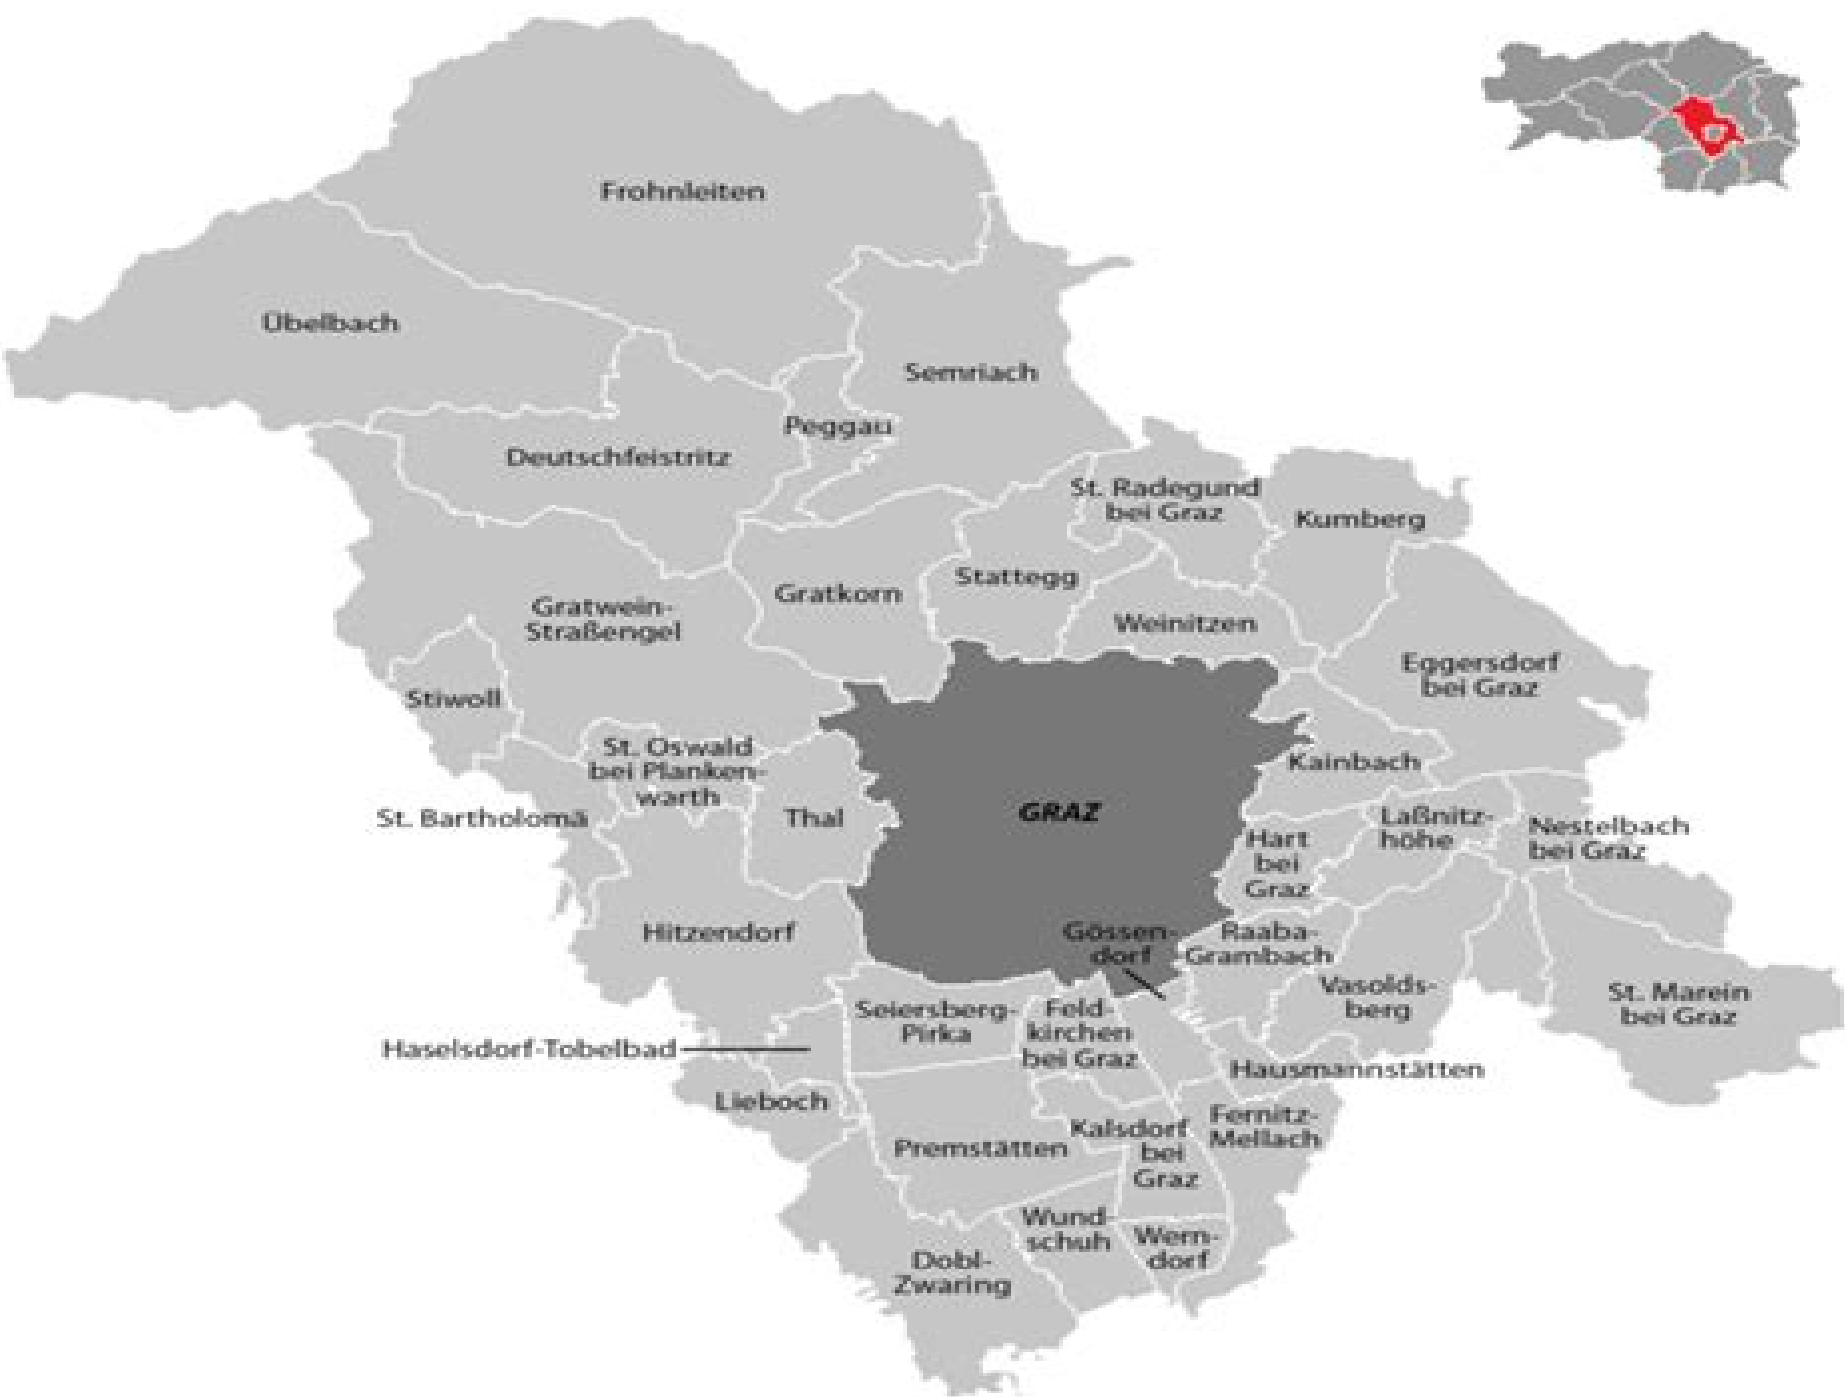 Frohnleiten
Übelbach
Semriach
Peggau
Deutschfeistritz
St. Radegund
bei Graz
Kumberg
Stattegg
Gratkorn
Gratwein-
Straßengel
Weinitzen
Eggersdorf
bei Graz
Stiwoll
St. Oswald
bei Planken-
warth
Kainbach
GRAZ
Thal
St. Bartholomä
Laßnitz-
höhe
Nestelbach
bei Graz
Hart
bei
Graz
Hitzendorf
Gössen-
dorf
Raaba-
Grambach
Vasolds-
berg
St. Marein
bei Graz
Seiersberg-
Pirka
Feld-
kirchen
bei Graz
Haselsdorf-Tobelbad
Hausmannstätten
Lieboch
Fernitz-
Mellach
Kalsdorf
bei
Graz
Premstätten
Wund-
schuh
Wern-
dorf
Dobl-
Zwaring